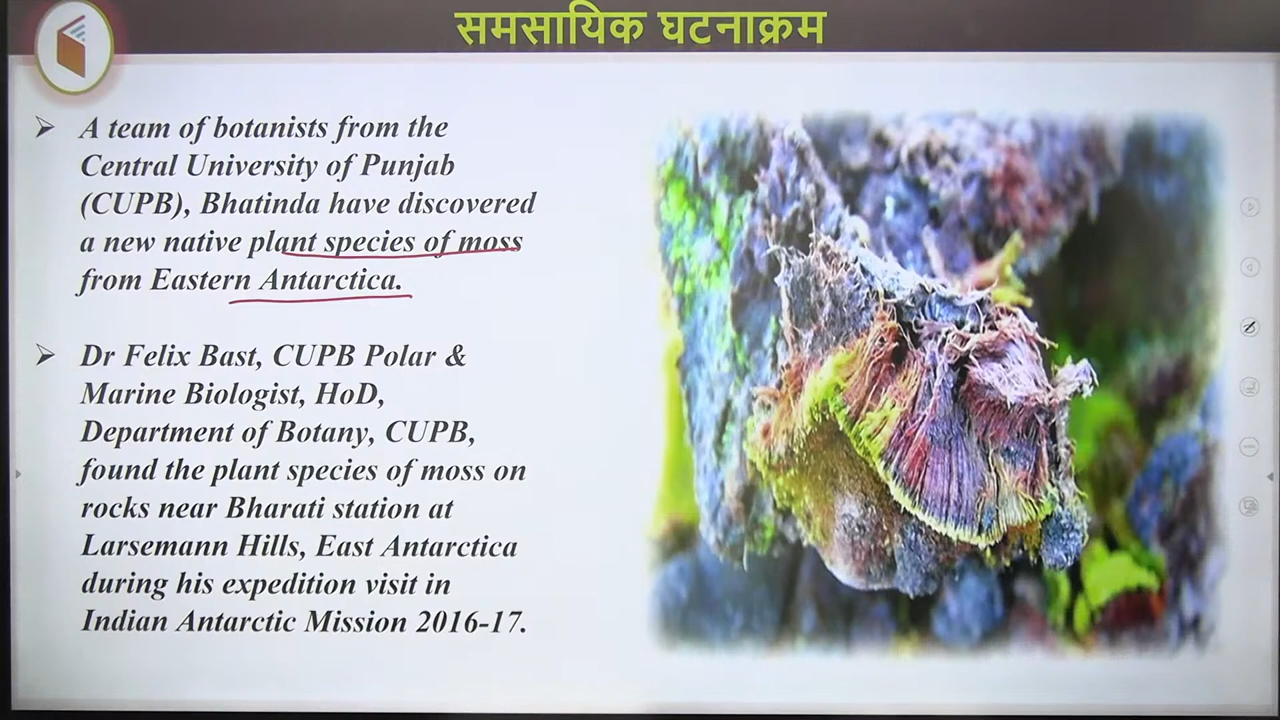 समसायिक घटनाक्रम
A team of botanists from the
Central University of Punjab
(CUPB), Bhatinda have discovered
a new native plant species of moss
from Eastern Antarctica.
Dr Felix Bast, CUPB Polar &
Marine Biologist, HoD,
Department of Botany, CUPB,
found the plant species of moss on
rocks near Bharati station at
Larsemann Hills, East Antarctica
during his expedition visit in
Indian Antarctic Mission 2016-17.